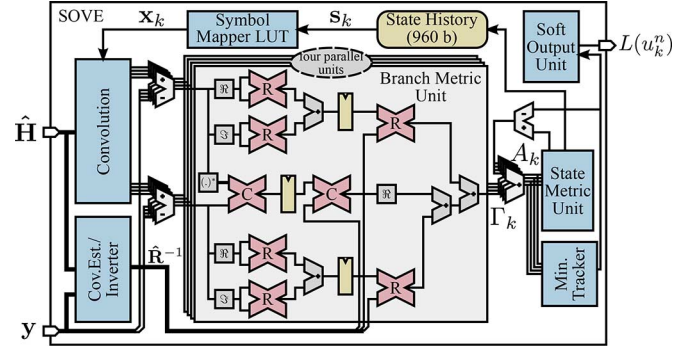 SOVE
x_k
Symbol
Mapper LUT
s_k
State History
(960 b)
Soft
Output
Unit
L(u_k^n)
four parallel
units
Branch Metric
Unit
Ĥ
Convolution
ℜ
R
ℑ
R
R
(.)*
C
C
ℜ
A_k
State
Metric
Unit
Γ_k
Cov.Est./
Inverter
R̂^{-1}
ℜ
R
ℑ
R
R
Min.
Tracker
y